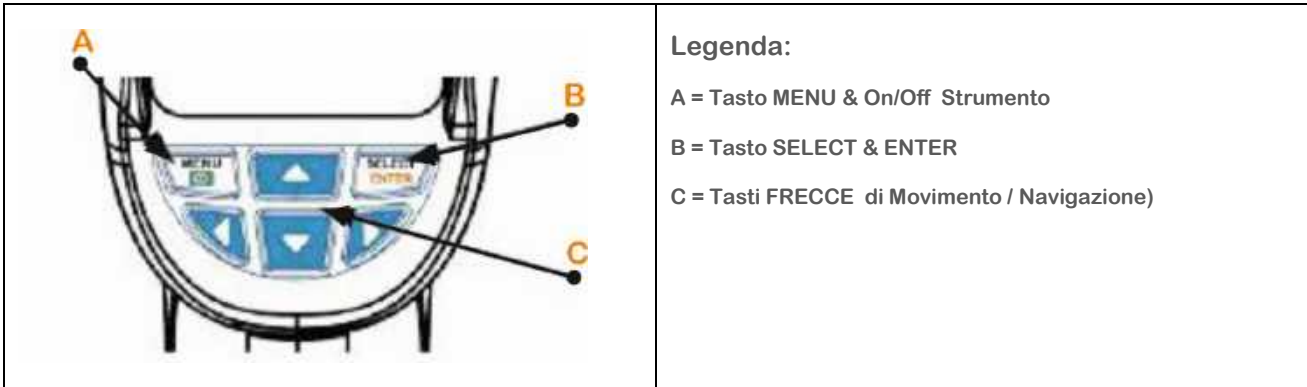 A
B
MENU
SELECT
ENTER
C
Legenda:
A = Tasto MENU & On/Off Strumento
B = Tasto SELECT & ENTER
C = Tasti FRECCE di Movimento / Navigazione)